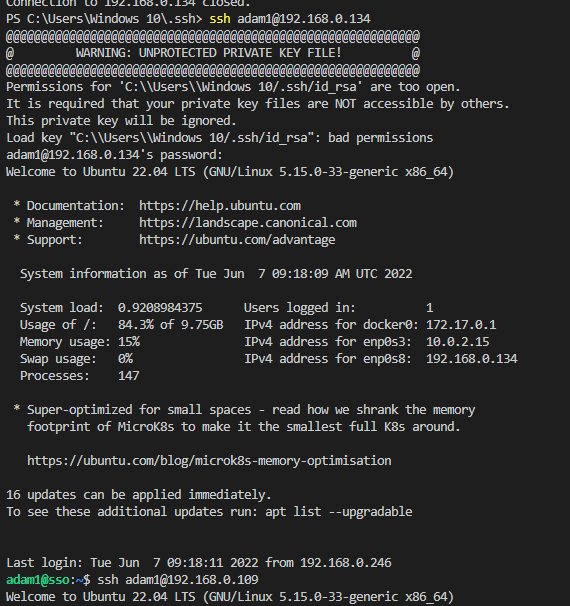 Connection to 192.168.0.134 closed.
PS C:\Users\Windows 10\.ssh> ssh adam1@192.168.0.134
@@@@@@@@@@@@@@@@@@@@@@@@@@@@@@@@@@@@@@@@@@@@@@@@@@@@@@@@@@@
@         WARNING: UNPROTECTED PRIVATE KEY FILE!          @
@@@@@@@@@@@@@@@@@@@@@@@@@@@@@@@@@@@@@@@@@@@@@@@@@@@@@@@@@@@
Permissions for 'C:\\Users\\Windows 10/.ssh/id_rsa' are too open.
It is required that your private key files are NOT accessible by others.
This private key will be ignored.
Load key "C:\\Users\\Windows 10/.ssh/id_rsa": bad permissions
adam1@192.168.0.134's password:
Welcome to Ubuntu 22.04 LTS (GNU/Linux 5.15.0-33-generic x86_64)
* Documentation:  https://help.ubuntu.com
* Management:     https://landscape.canonical.com
* Support:        https://ubuntu.com/advantage
System information as of Tue Jun  7 09:18:09 AM UTC 2022
System load:  0.9208984375      Users logged in:          1
Usage of /:   84.3% of 9.75GB   IPv4 address for docker0: 172.17.0.1
Memory usage: 15%               IPv4 address for enp0s3:  10.0.2.15
Swap usage:   0%                IPv4 address for enp0s8:  192.168.0.134
Processes:    147
* Super-optimized for small spaces - read how we shrank the memory
footprint of MicroK8s to make it the smallest full K8s around.
https://ubuntu.com/blog/microk8s-memory-optimisation
16 updates can be applied immediately.
To see these additional updates run: apt list --upgradable
Last login: Tue Jun  7 09:18:11 2022 from 192.168.0.246
adam1@sso:~$ ssh adam1@192.168.0.109
Welcome to Ubuntu 22.04 LTS (GNU/Linux 5.15.0-33-generic x86_64)